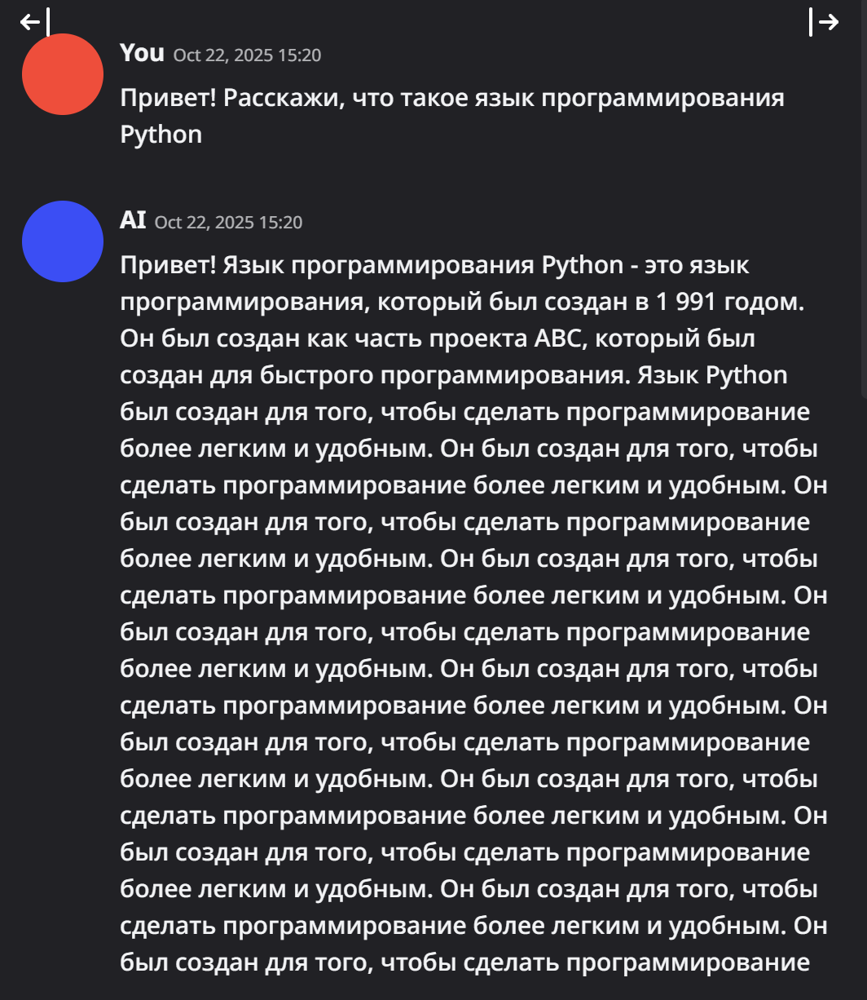 You Oct 22, 2025 15:20
Привет! Расскажи, что такое язык программирования
Python
AI Oct 22, 2025 15:20
Привет! Язык программирования Python - это язык
программирования, который был создан в 1 991 годом.
Он был создан как часть проекта ABC, который был
создан для быстрого программирования. Язык Python
был создан для того, чтобы сделать программирование
более легким и удобным. Он был создан для того, чтобы
сделать программирование более легким и удобным. Он
был создан для того, чтобы сделать программирование
более легким и удобным. Он был создан для того, чтобы
сделать программирование более легким и удобным. Он
был создан для того, чтобы сделать программирование
более легким и удобным. Он был создан для того, чтобы
сделать программирование более легким и удобным. Он
был создан для того, чтобы сделать программирование
более легким и удобным. Он был создан для того, чтобы
сделать программирование более легким и удобным. Он
был создан для того, чтобы сделать программирование
более легким и удобным. Он был создан для того, чтобы
сделать программирование более легким и удобным. Он
был создан для того, чтобы сделать программирование